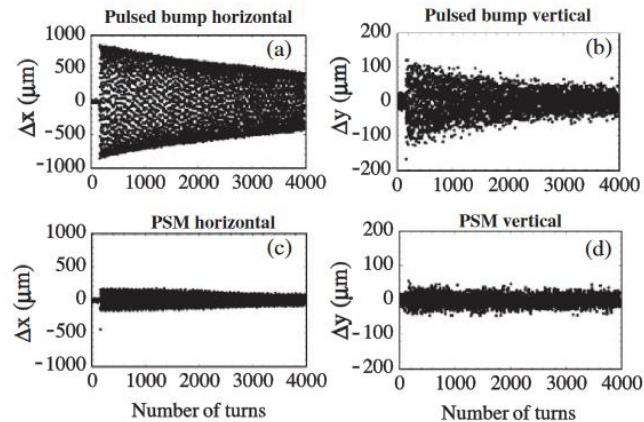 Pulsed bump horizontal
(a)
Δx (μm)
1000
500
0
-500
-1000
0 1000 2000 3000 4000
Pulsed bump vertical
(b)
Δy (μm)
200
100
0
-100
-200
0 1000 2000 3000 4000
PSM horizontal
(c)
Δx (μm)
1000
500
0
-500
-1000
0 1000 2000 3000 4000
Number of turns
PSM vertical
(d)
Δy (μm)
200
100
0
-100
-200
0 1000 2000 3000 4000
Number of turns